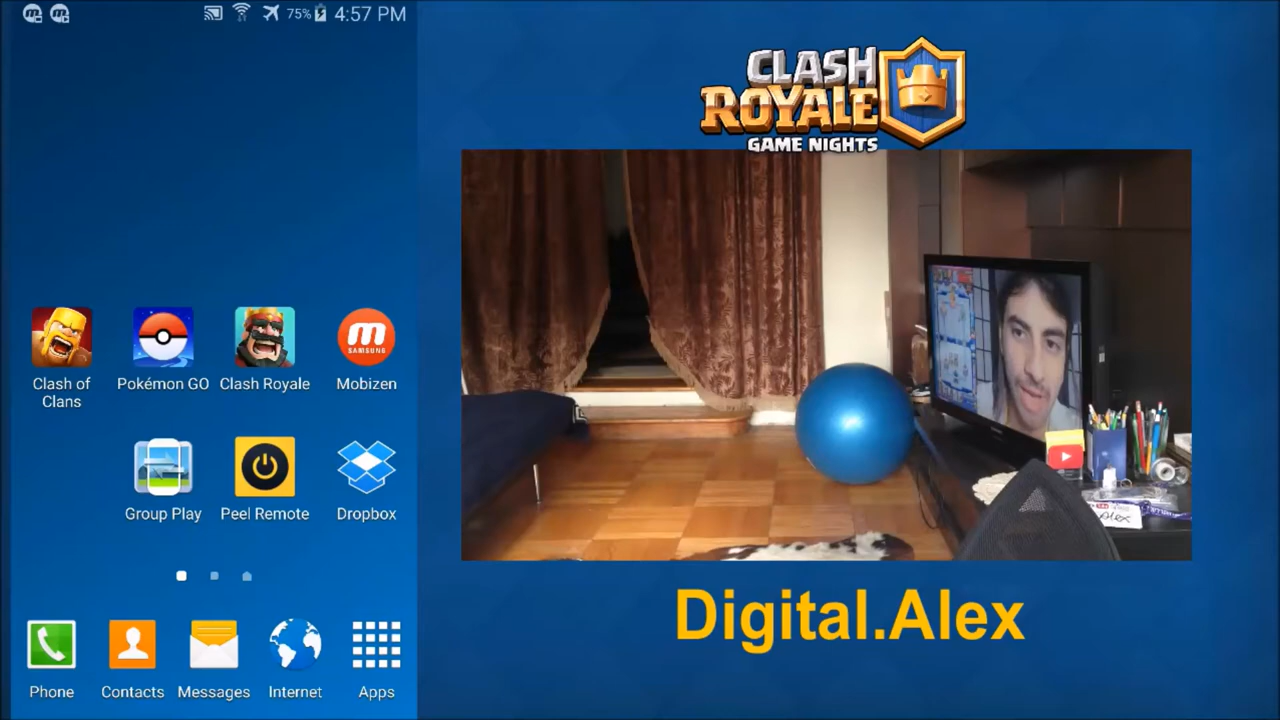 75% 4:57 PM
CLASH
ROYALE
GAME NIGHTS
Clash of
Clans
Pokémon GO
Clash Royale
m
SAMSUNG
Mobizen
Group Play
Peel Remote
Dropbox
Alex
Digital.Alex
Phone
Contacts
Messages
Internet
Apps